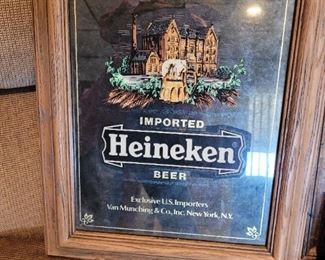 IMPORTED
Heineken
BEER
Exclusive U.S. Importers
Van Munching & Co., Inc. New York, N.Y.